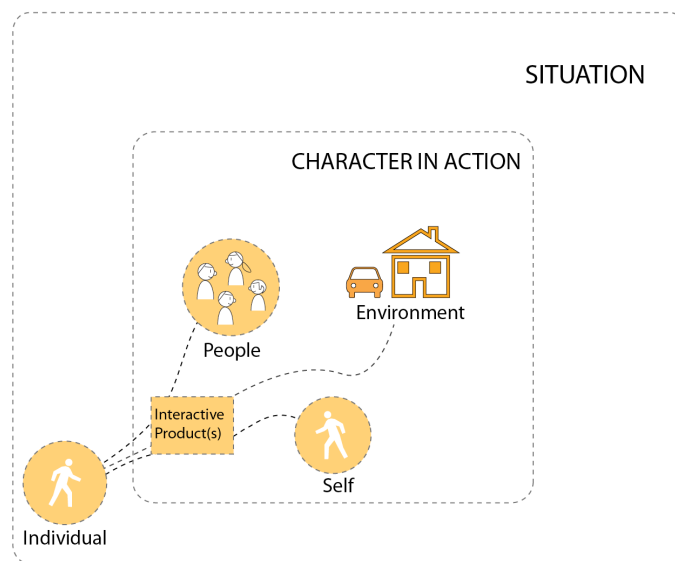 SITUATION
CHARACTER IN ACTION
People
Environment
Interactive
Product(s)
Self
Individual